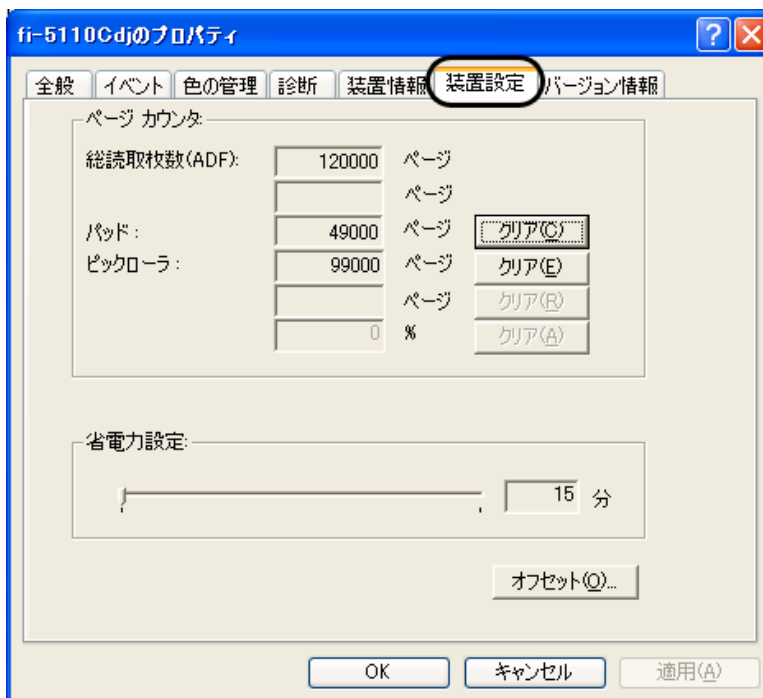 fi-5110Cdjのプロパティ
全般 イベント 色の管理 診断 装置情報 装置設定 バージョン情報
ページ カウンタ:
総読取枚数(ADF): 120000 ページ
ページ
パッド: 49000 ページ クリア(C)
ピックローラ: 99000 ページ クリア(E)
ページ クリア(R)
0 % クリア(A)
省電力設定:
15 分
オフセット(O)...
OK キャンセル 適用(A)